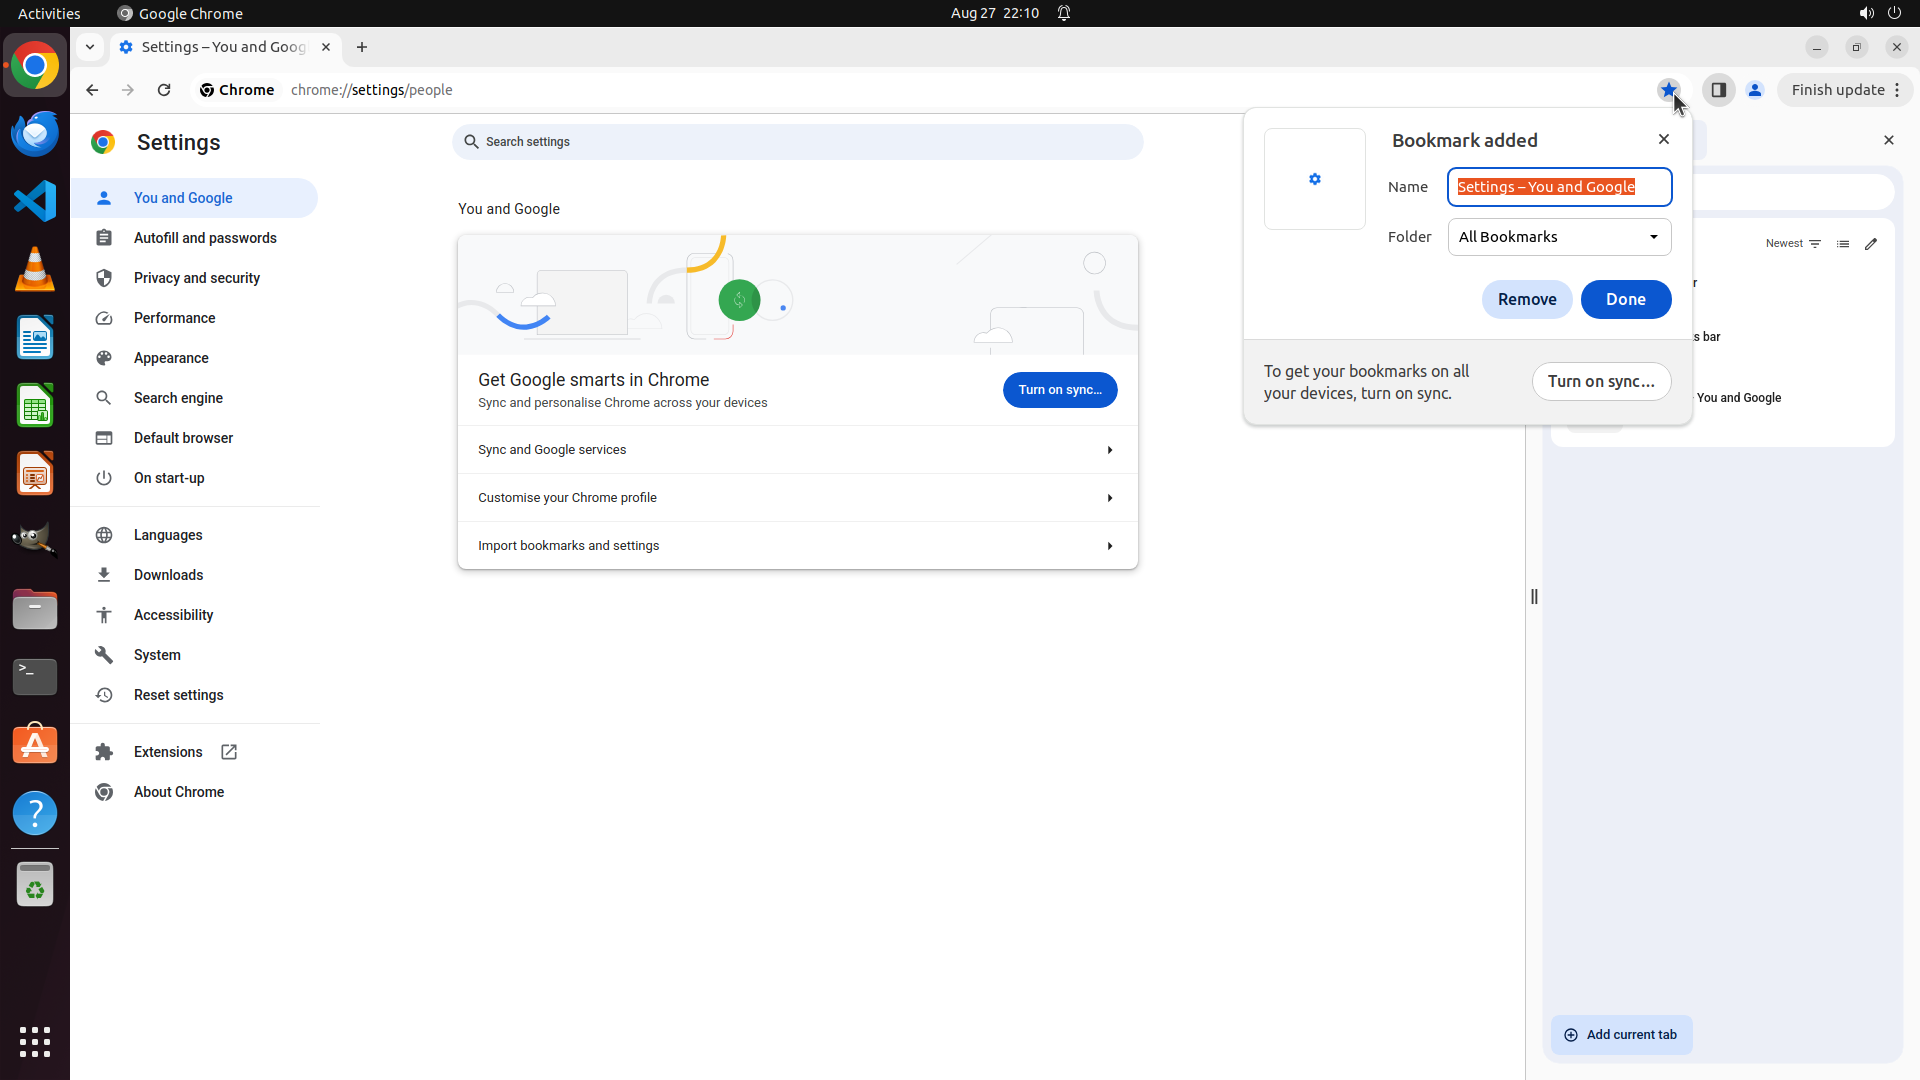 Activities
Google Chrome
Aug 27 22:10
Settings – You and Goog
Chrome
chrome://settings/people
Finish update
Settings
Search settings
You and Google
Autofill and passwords
Privacy and security
Performance
Appearance
Search engine
Default browser
On start-up
Languages
Downloads
Accessibility
System
Reset settings
Extensions
About Chrome
You and Google
Get Google smarts in Chrome
Sync and personalise Chrome across your devices
Turn on sync...
Sync and Google services
Customise your Chrome profile
Import bookmarks and settings
Bookmark added
Name
Settings – You and Google
Folder
All Bookmarks
Remove
Done
To get your bookmarks on all
your devices, turn on sync.
Turn on sync...
Newest
r
s bar
You and Google
Add current tab